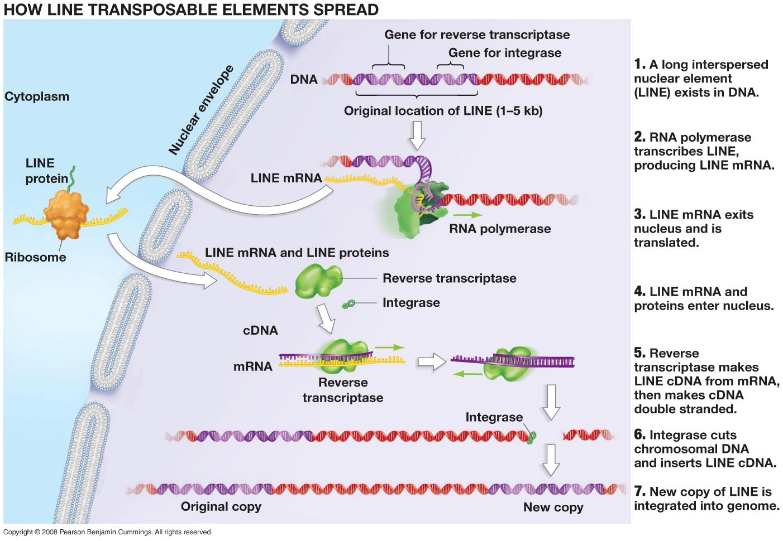 HOW LINE TRANSPOSABLE ELEMENTS SPREAD
Cytoplasm
Nuclear envelope
Gene for reverse transcriptase
Gene for integrase
DNA
Original location of LINE (1–5 kb)
LINE mRNA
RNA polymerase
LINE
protein
Ribosome
LINE mRNA and LINE proteins
Reverse transcriptase
Integrase
cDNA
mRNA
Reverse
transcriptase
Integrase
Original copy
New copy
1. A long interspersed
nuclear element
(LINE) exists in DNA.
2. RNA polymerase
transcribes LINE,
producing LINE mRNA.
3. LINE mRNA exits
nucleus and is
translated.
4. LINE mRNA and
proteins enter nucleus.
5. Reverse
transcriptase makes
LINE cDNA from mRNA,
then makes cDNA
double stranded.
6. Integrase cuts
chromosomal DNA
and inserts LINE cDNA.
7. New copy of LINE is
integrated into genome.
Copyright © 2008 Pearson Benjamin Cummings. All rights reserved.